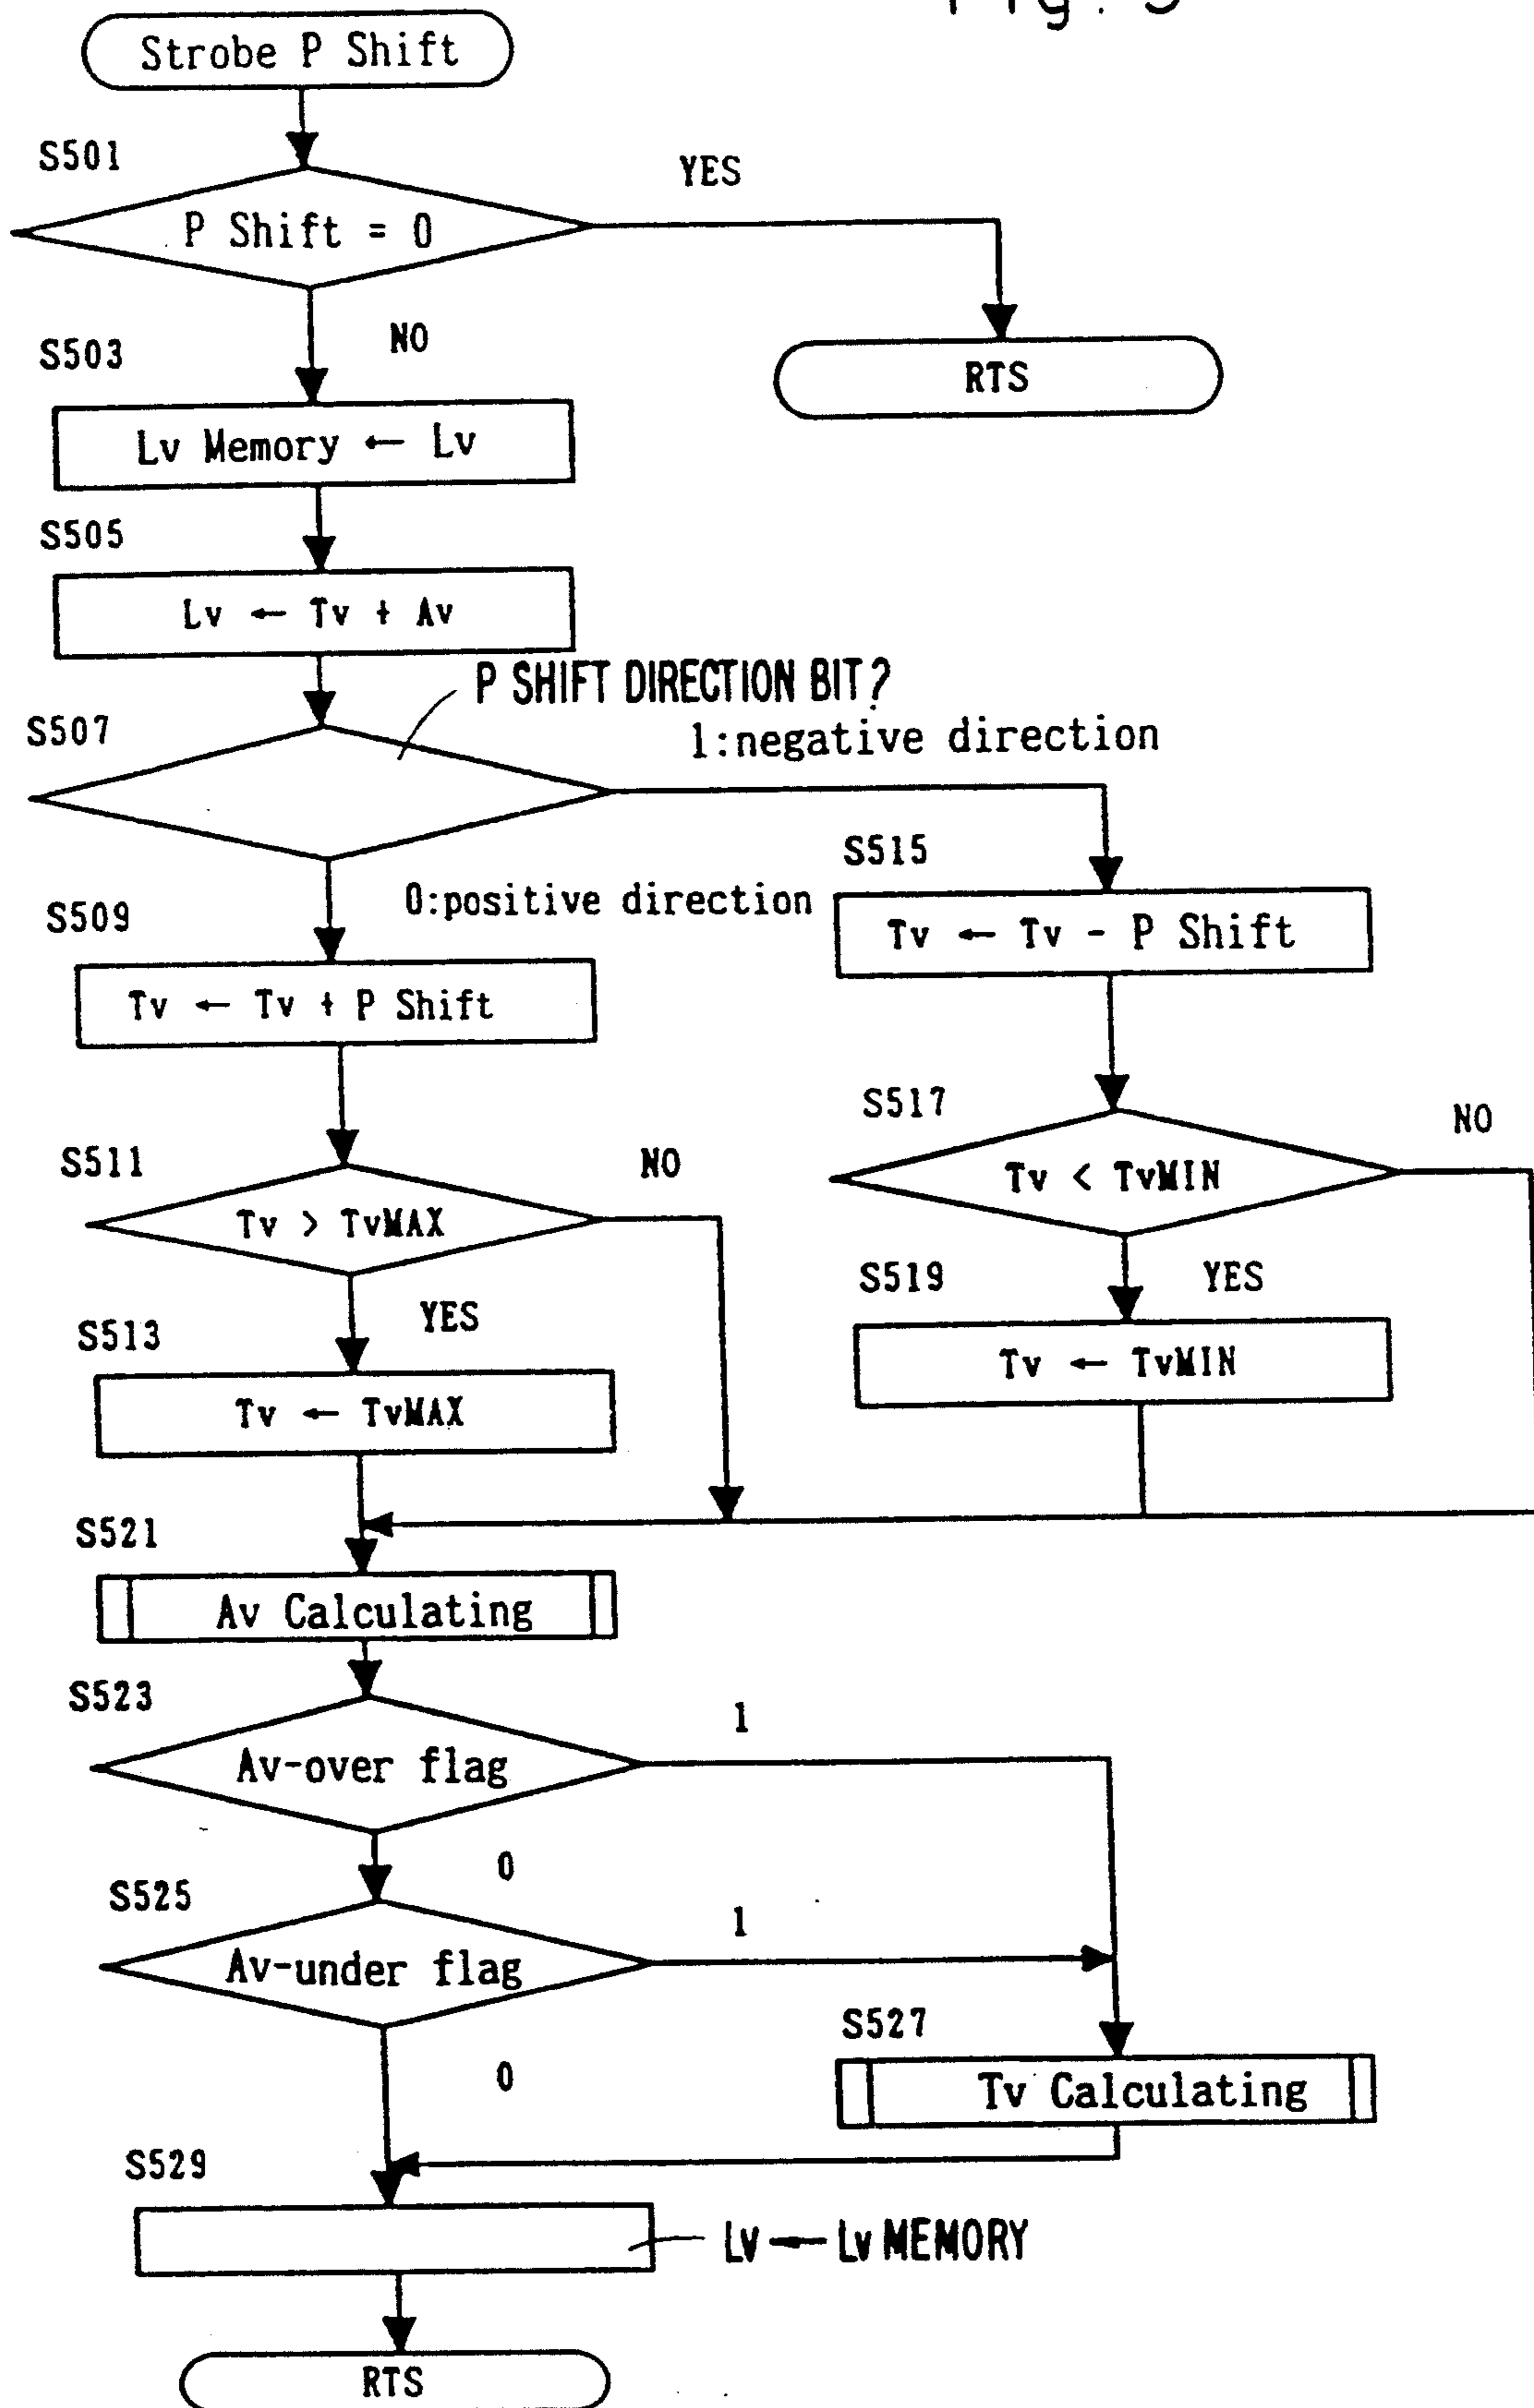 Strobe P Shift
S501
YES
P Shift = 0
NO
RTS
S503
Lv Memory ← Lv
S505
Lv ← Tv + Av
P SHIFT DIRECTION BIT?
S507
1:negative direction
S515
0:positive direction
S509
Tv ← Tv - P Shift
Tv ← Tv + P Shift
S517
NO
S511
NO
Tv < TvMIN
Tv > TvMAX
S519
YES
YES
S513
Tv ← TvMIN
Tv ← TvMAX
S521
Av Calculating
S523
1
Av-over flag
0
S525
1
Av-under flag
S527
0
Tv Calculating
S529
Lv ← Lv MEMORY
RTS